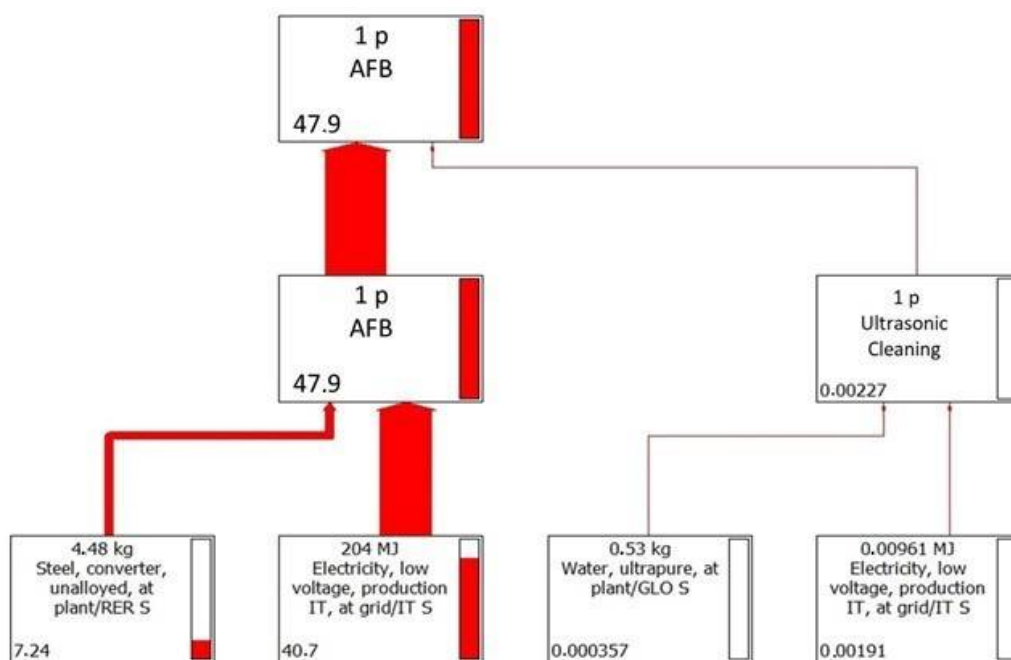 1 p
AFB
47.9
1 p
AFB
47.9
1 p
Ultrasonic
Cleaning
0.00227
4.48 kg
Steel, converter,
unalloyed, at
plant/RER S
7.24
204 MJ
Electricity, low
voltage, production
IT, at grid/IT S
40.7
0.53 kg
Water, ultrapure, at
plant/GLO S
0.000357
0.00961 MJ
Electricity, low
voltage, production
IT, at grid/IT S
0.00191